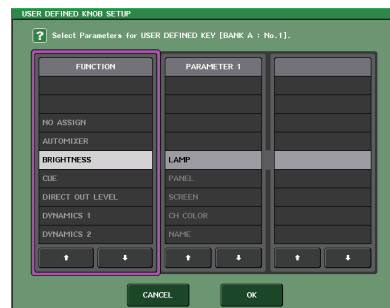 USER DEFINED KNOB SETUP
? Select Parameters for USER DEFINED KEY [BANK A : No.1].
FUNCTION
NO ASSIGN
AUTOMIXER
BRIGHTNESS
CUE
DIRECT OUT LEVEL
DYNAMICS 1
DYNAMICS 2
PARAMETER 1
LAMP
PANEL
SCREEN
CH COLOR
NAME
CANCEL
OK